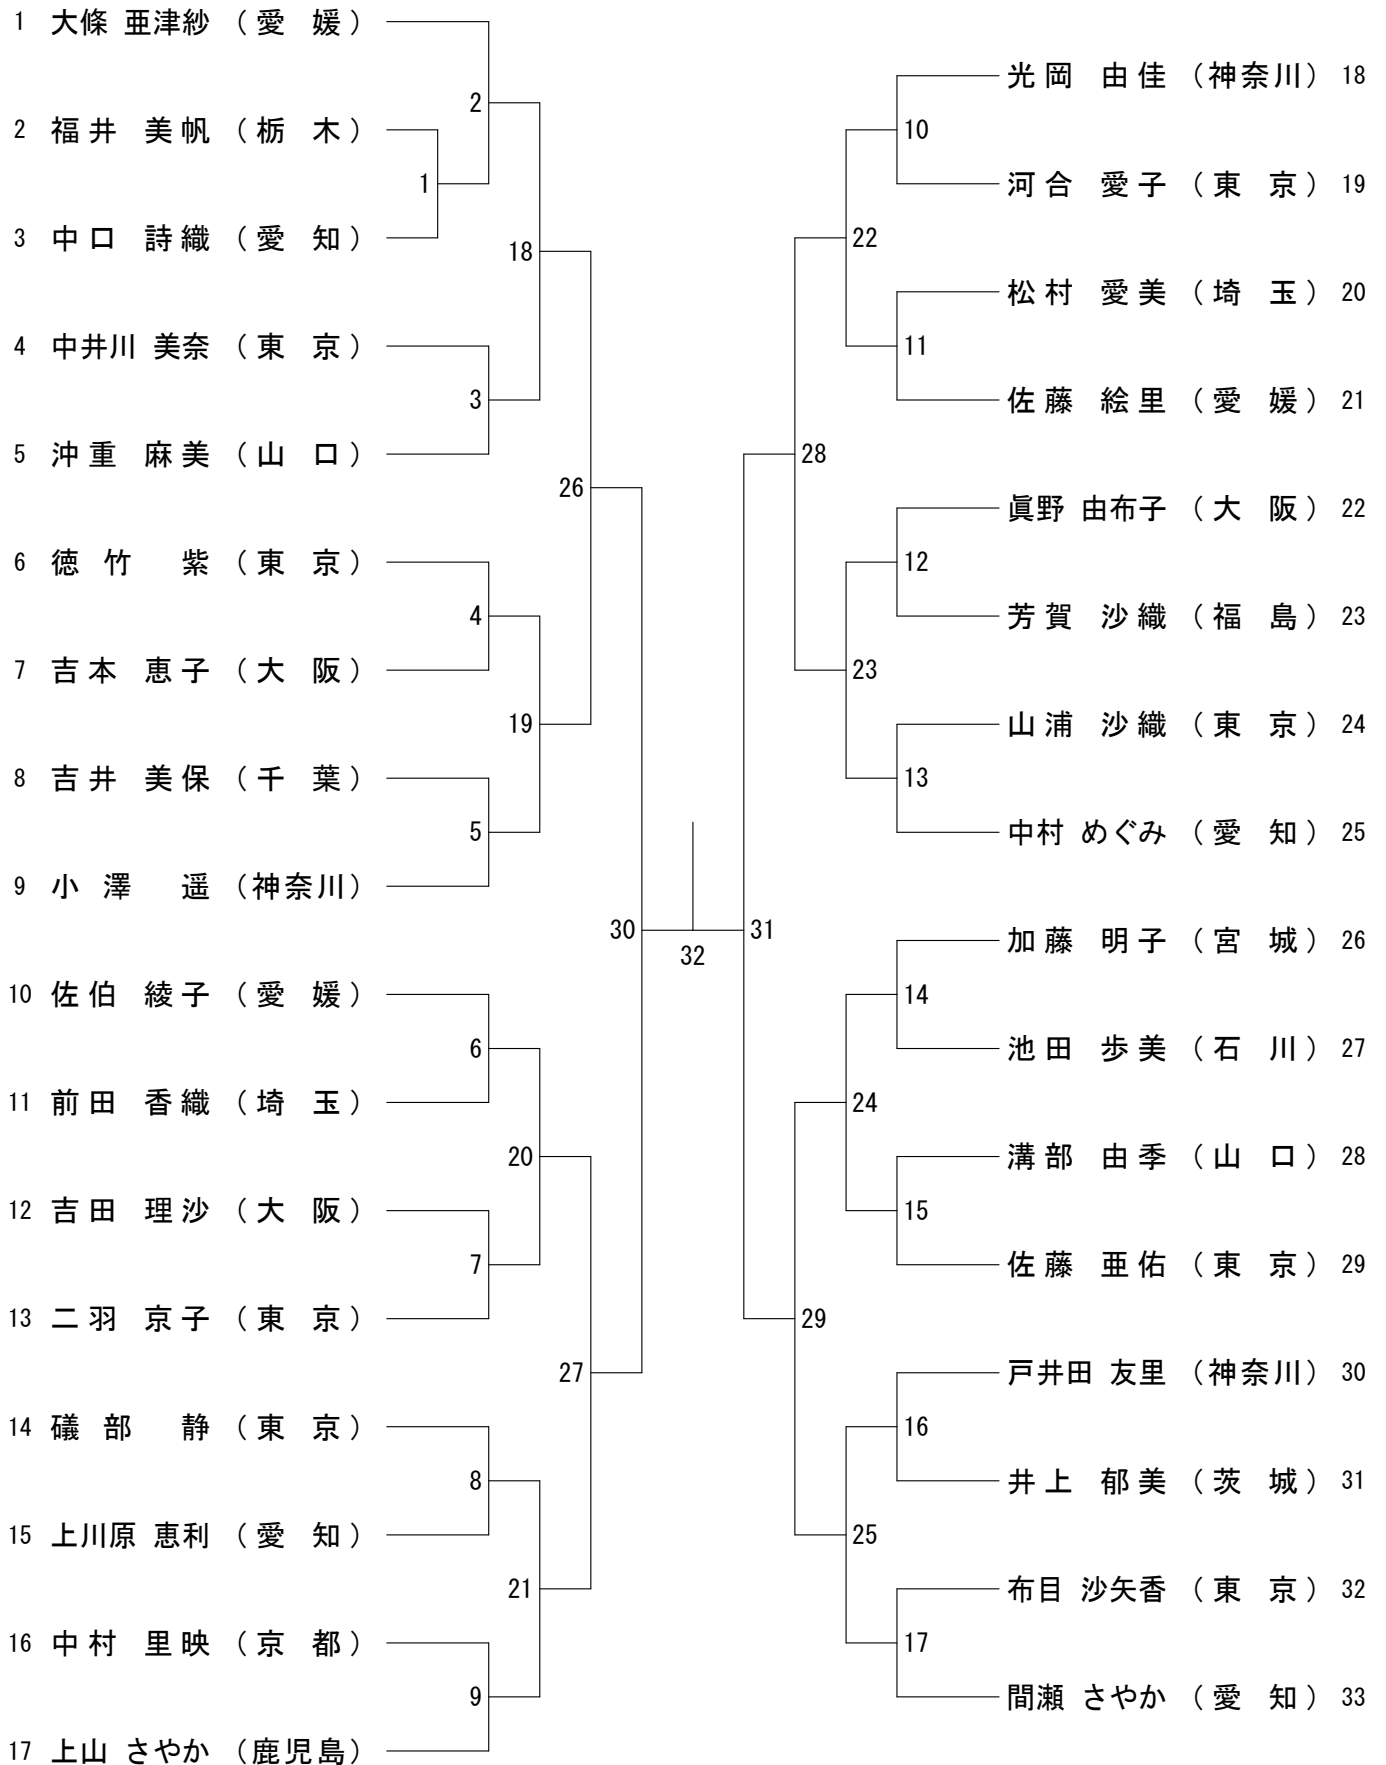 1 大條 亜津紗 （愛 媛）
2 福井 美帆 （栃 木）
3 中口 詩織 （愛 知）
4 中井川 美奈 （東 京）
5 沖重 麻美 （山 口）
6 徳竹 紫 （東 京）
7 吉本 恵子 （大 阪）
8 吉井 美保 （千 葉）
9 小澤 遥 （神奈川）
10 佐伯 綾子 （愛 媛）
11 前田 香織 （埼 玉）
12 吉田 理沙 （大 阪）
13 二羽 京子 （東 京）
14 礒部 静 （東 京）
15 上川原 恵利 （愛 知）
16 中村 里映 （京 都）
17 上山 さやか （鹿児島）
1
2
3
4
5
6
7
8
9
18
19
20
21
26
27
30
32
31
28
29
22
23
24
25
10
11
12
13
14
15
16
17
光岡 由佳 （神奈川） 18
河合 愛子 （東 京） 19
松村 愛美 （埼 玉） 20
佐藤 絵里 （愛 媛） 21
眞野 由布子 （大 阪） 22
芳賀 沙織 （福 島） 23
山浦 沙織 （東 京） 24
中村 めぐみ （愛 知） 25
加藤 明子 （宮 城） 26
池田 歩美 （石 川） 27
溝部 由季 （山 口） 28
佐藤 亜佑 （東 京） 29
戸井田 友里 （神奈川） 30
井上 郁美 （茨 城） 31
布目 沙矢香 （東 京） 32
間瀬 さやか （愛 知） 33